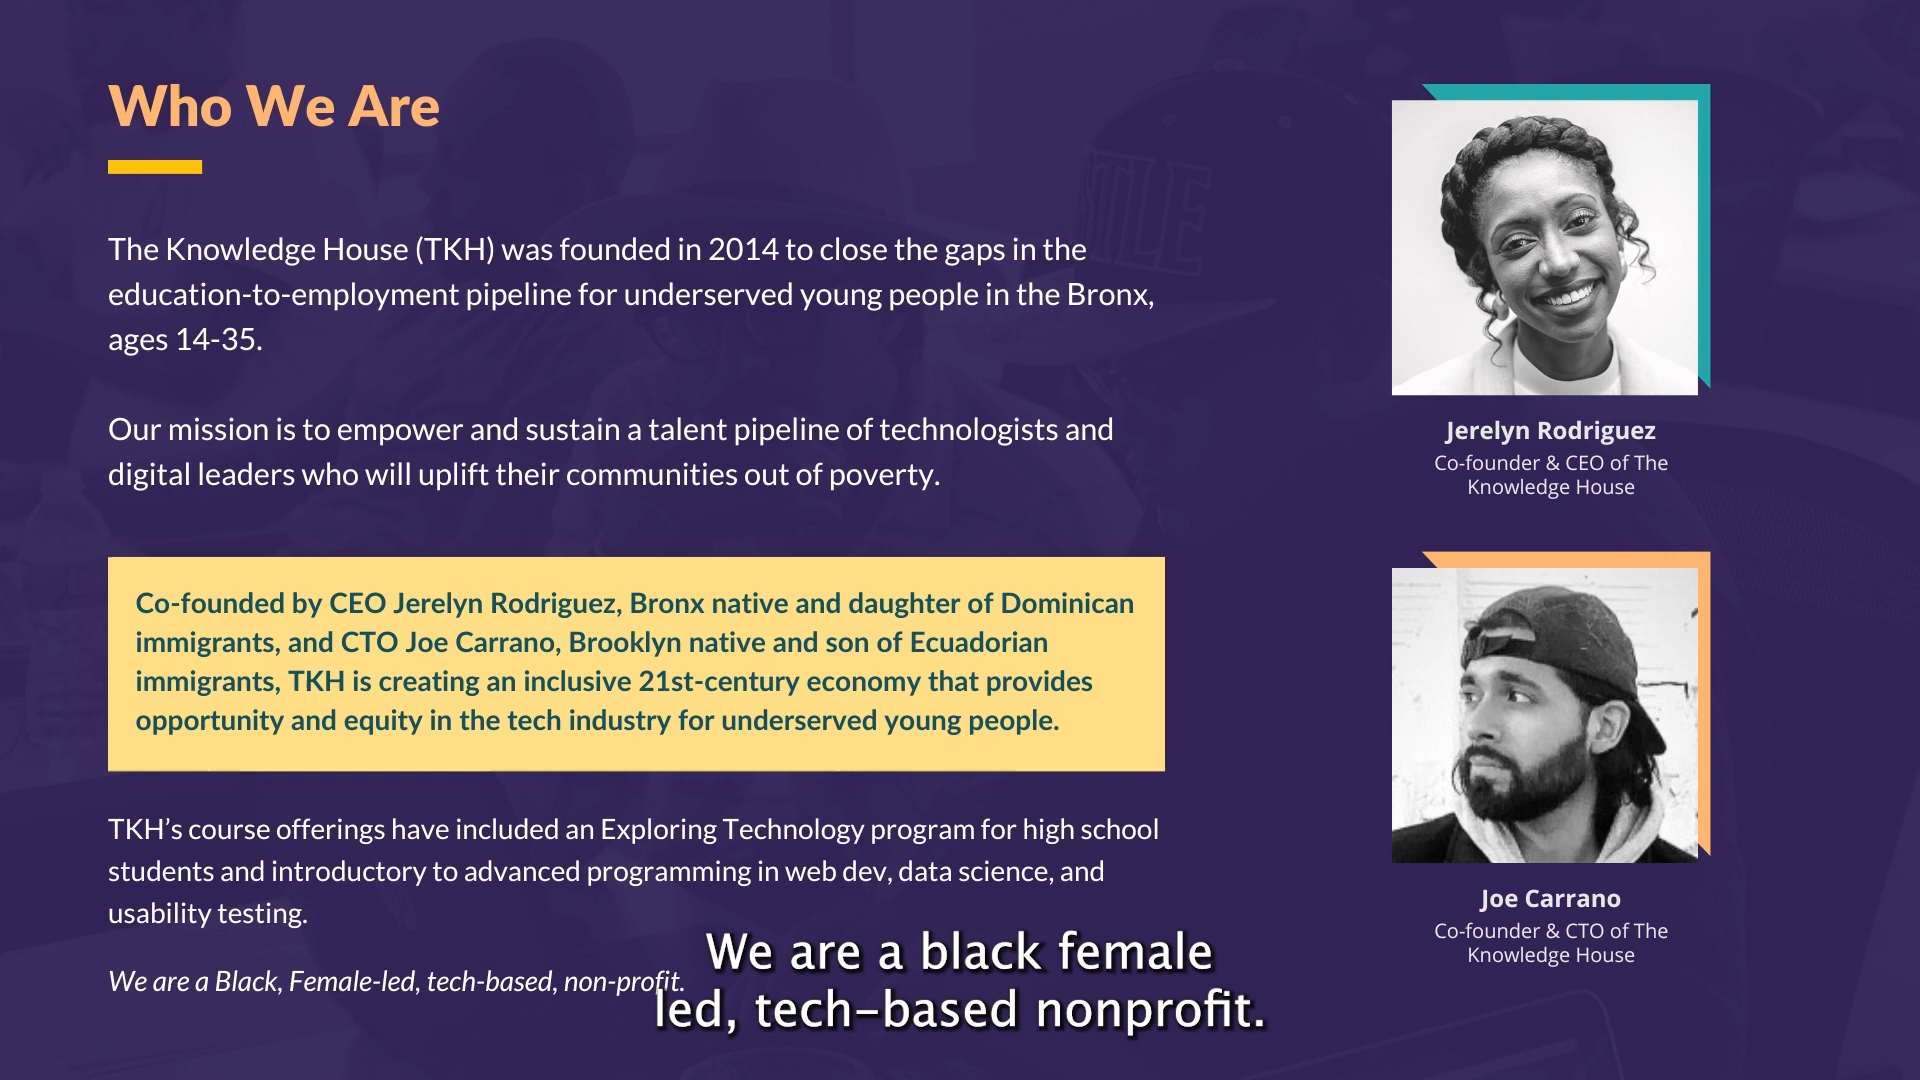 Who We Are
The Knowledge House (TKH) was founded in 2014 to close the gaps in the
education-to-employment pipeline for underserved young people in the Bronx,
ages 14-35.
Our mission is to empower and sustain a talent pipeline of technologists and
digital leaders who will uplift their communities out of poverty.
Co-founded by CEO Jerelyn Rodriguez, Bronx native and daughter of Dominican
immigrants, and CTO Joe Carrano, Brooklyn native and son of Ecuadorian
immigrants, TKH is creating an inclusive 21st-century economy that provides
opportunity and equity in the tech industry for underserved young people.
TKH’s course offerings have included an Exploring Technology program for high school
students and introductory to advanced programming in web dev, data science, and
usability testing.
We are a Black, Female-led, tech-based, non-profit.
Jerelyn Rodriguez
Co-founder & CEO of The
Knowledge House
Joe Carrano
Co-founder & CTO of The
Knowledge House
We are a black female
led, tech-based nonprofit.